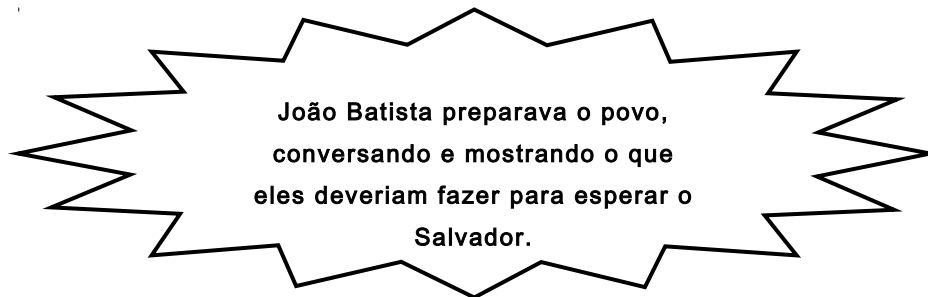 João Batista preparava o povo,
conversando e mostrando o que
eles deveriam fazer para esperar o
Salvador.